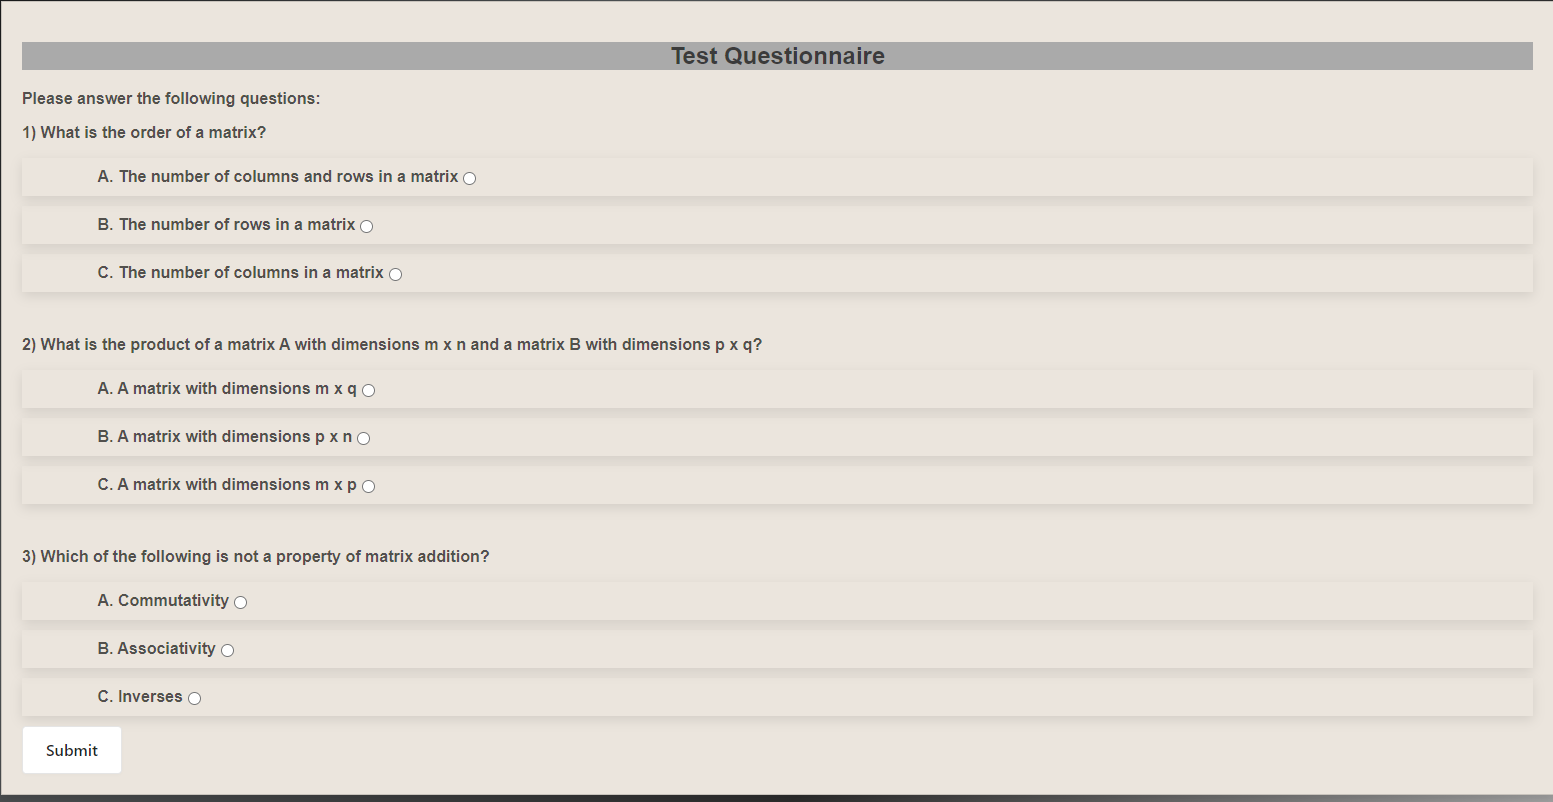 Test Questionnaire
Please answer the following questions:
1) What is the order of a matrix?
A. The number of columns and rows in a matrix
B. The number of rows in a matrix
C. The number of columns in a matrix
2) What is the product of a matrix A with dimensions m x n and a matrix B with dimensions p x q?
A. A matrix with dimensions m x q
B. A matrix with dimensions p x n
C. A matrix with dimensions m x p
3) Which of the following is not a property of matrix addition?
A. Commutativity
B. Associativity
C. Inverses
Submit